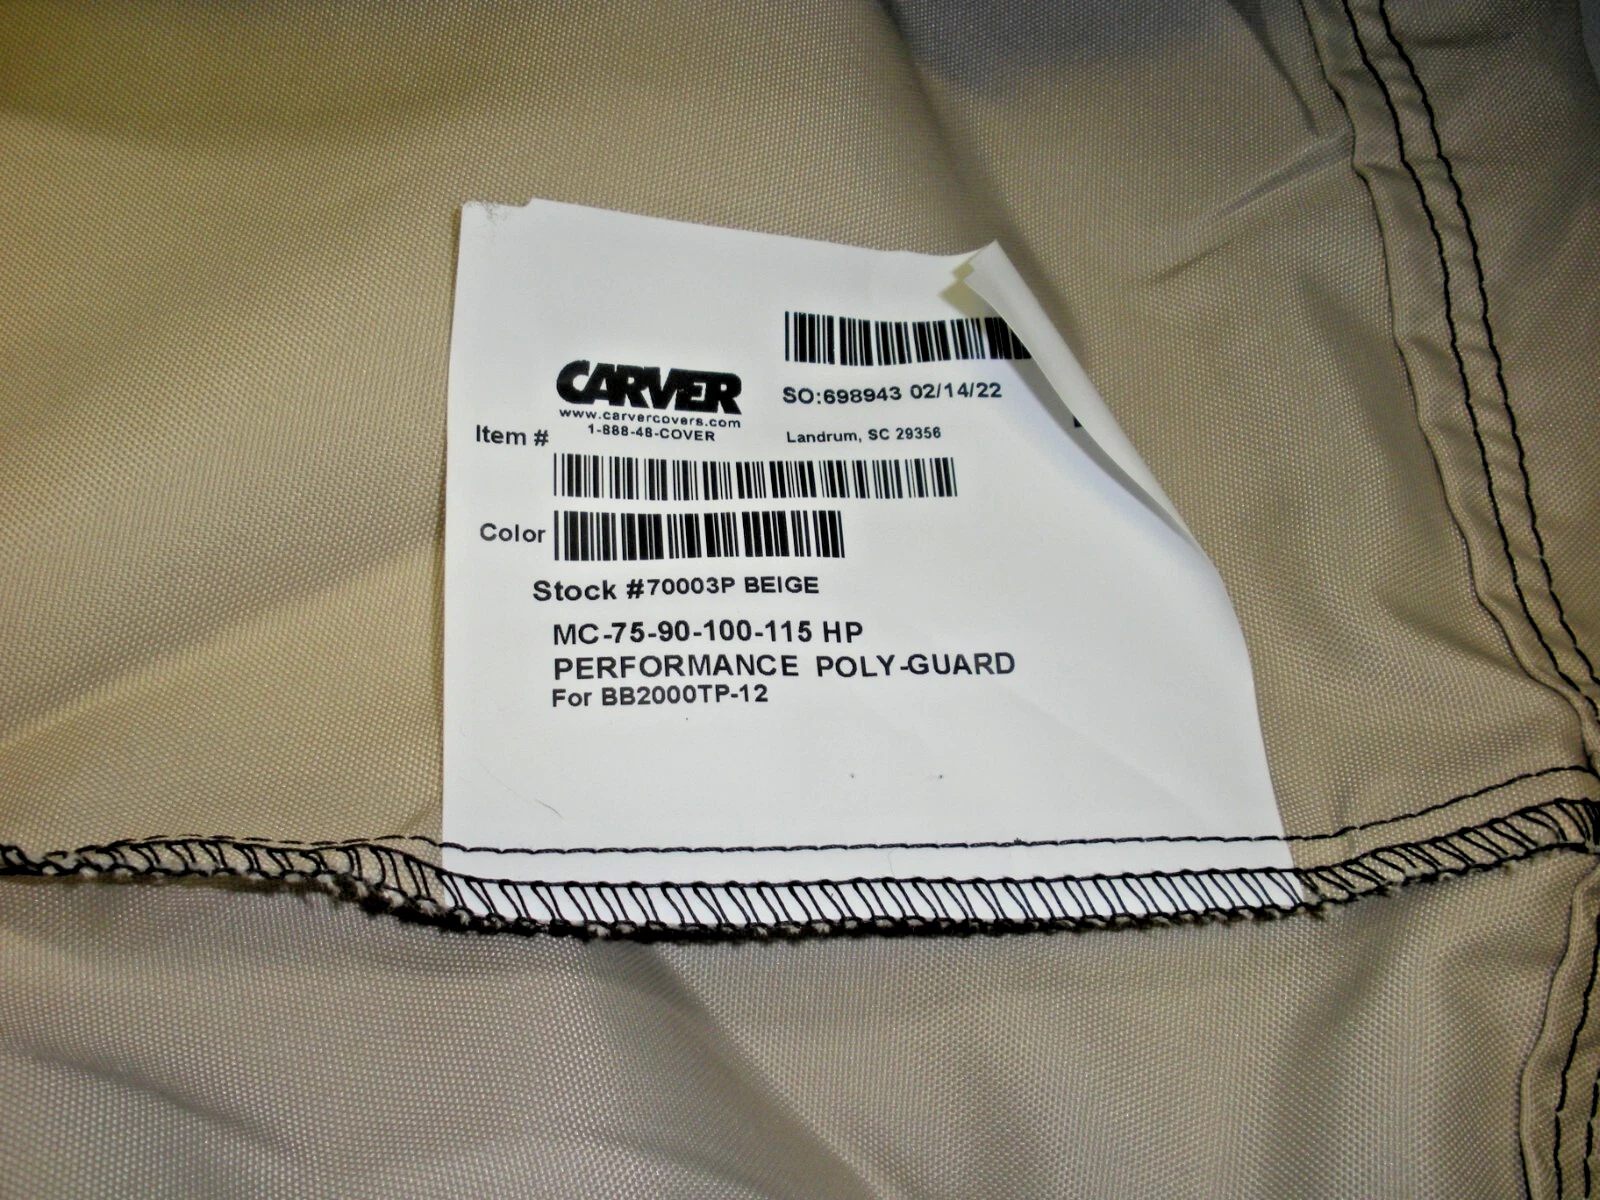 CARVER
www.carvercovers.com
1-888-48-COVER
SO:698943 02/14/22
Landrum, SC 29356
Item #
Color
Stock #70003P BEIGE
MC-75-90-100-115 HP
PERFORMANCE POLY-GUARD
For BB2000TP-12